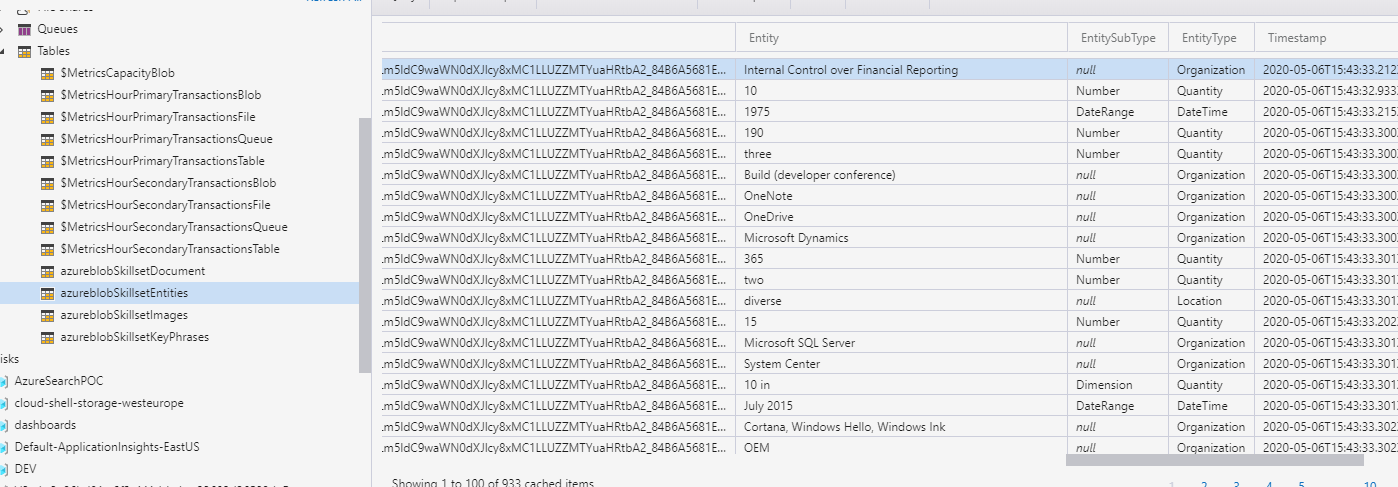 Queues
Tables
$MetricsCapacityBlob
$MetricsHourPrimaryTransactionsBlob
$MetricsHourPrimaryTransactionsFile
$MetricsHourPrimaryTransactionsQueue
$MetricsHourPrimaryTransactionsTable
$MetricsHourSecondaryTransactionsBlob
$MetricsHourSecondaryTransactionsFile
$MetricsHourSecondaryTransactionsQueue
$MetricsHourSecondaryTransactionsTable
azureblobSkillsetDocument
azureblobSkillsetEntities
azureblobSkillsetImages
azureblobSkillsetKeyPhrases
isks
AzureSearchPOC
cloud-shell-storage-westeurope
dashboards
Default-ApplicationInsights-EastUS
DEV
Entity EntitySubType EntityType Timestamp
.m5ldC9waWN0dXJlcy8xMC1LLUZZMTYuaHRtbA2_84B6A5681E... Internal Control over Financial Reporting null Organization 2020-05-06T15:43:33.212
.m5ldC9waWN0dXJlcy8xMC1LLUZZMTYuaHRtbA2_84B6A5681E... 10 Number Quantity 2020-05-06T15:43:32.933
.m5ldC9waWN0dXJlcy8xMC1LLUZZMTYuaHRtbA2_84B6A5681E... 1975 DateRange DateTime 2020-05-06T15:43:33.215
.m5ldC9waWN0dXJlcy8xMC1LLUZZMTYuaHRtbA2_84B6A5681E... 190 Number Quantity 2020-05-06T15:43:33.300
.m5ldC9waWN0dXJlcy8xMC1LLUZZMTYuaHRtbA2_84B6A5681E... three Number Quantity 2020-05-06T15:43:33.300
.m5ldC9waWN0dXJlcy8xMC1LLUZZMTYuaHRtbA2_84B6A5681E... Build (developer conference) null Organization 2020-05-06T15:43:33.300
.m5ldC9waWN0dXJlcy8xMC1LLUZZMTYuaHRtbA2_84B6A5681E... OneNote null Organization 2020-05-06T15:43:33.300
.m5ldC9waWN0dXJlcy8xMC1LLUZZMTYuaHRtbA2_84B6A5681E... OneDrive null Organization 2020-05-06T15:43:33.300
.m5ldC9waWN0dXJlcy8xMC1LLUZZMTYuaHRtbA2_84B6A5681E... Microsoft Dynamics null Organization 2020-05-06T15:43:33.300
.m5ldC9waWN0dXJlcy8xMC1LLUZZMTYuaHRtbA2_84B6A5681E... 365 Number Quantity 2020-05-06T15:43:33.301
.m5ldC9waWN0dXJlcy8xMC1LLUZZMTYuaHRtbA2_84B6A5681E... two Number Quantity 2020-05-06T15:43:33.301
.m5ldC9waWN0dXJlcy8xMC1LLUZZMTYuaHRtbA2_84B6A5681E... diverse null Location 2020-05-06T15:43:33.301
.m5ldC9waWN0dXJlcy8xMC1LLUZZMTYuaHRtbA2_84B6A5681E... 15 Number Quantity 2020-05-06T15:43:33.202
.m5ldC9waWN0dXJlcy8xMC1LLUZZMTYuaHRtbA2_84B6A5681E... Microsoft SQL Server null Organization 2020-05-06T15:43:33.301
.m5ldC9waWN0dXJlcy8xMC1LLUZZMTYuaHRtbA2_84B6A5681E... System Center null Organization 2020-05-06T15:43:33.301
.m5ldC9waWN0dXJlcy8xMC1LLUZZMTYuaHRtbA2_84B6A5681E... 10 in Dimension Quantity 2020-05-06T15:43:33.301
.m5ldC9waWN0dXJlcy8xMC1LLUZZMTYuaHRtbA2_84B6A5681E... July 2015 DateRange DateTime 2020-05-06T15:43:33.301
.m5ldC9waWN0dXJlcy8xMC1LLUZZMTYuaHRtbA2_84B6A5681E... Cortana, Windows Hello, Windows Ink null Organization 2020-05-06T15:43:33.302
.m5ldC9waWN0dXJlcy8xMC1LLUZZMTYuaHRtbA2_84B6A5681E... OEM null Organization 2020-05-06T15:43:33.302
Showing 1 to 100 of 933 cached items
1 2 3 4 5 10